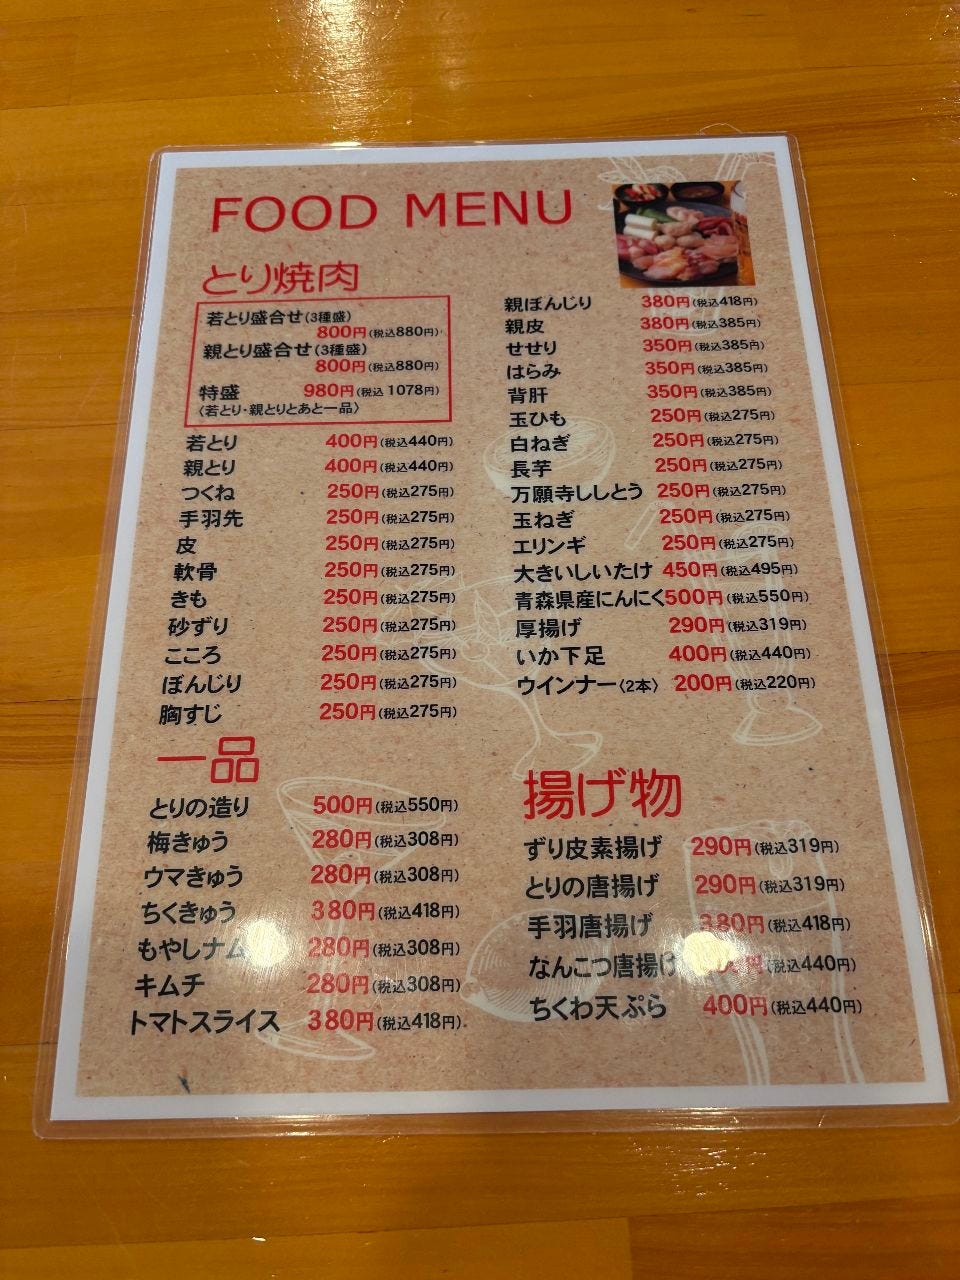 FOOD MENU
とり焼肉
若とり盛合せ(3種盛)
800円(税込880円)
親とり盛合せ(3種盛)
800円(税込880円)
特盛 980円(税込 1078円)
〈若とり・親とりとあと一品〉
若とり 400円(税込440円)
親とり 400円(税込440円)
つくね 250円(税込275円)
手羽先 250円(税込275円)
皮 250円(税込275円)
軟骨 250円(税込275円)
きも 250円(税込275円)
砂ずり 250円(税込275円)
こころ 250円(税込275円)
ぼんじり 250円(税込275円)
胸すじ 250円(税込275円)
親ぼんじり 380円(税込418円)
親皮 380円(税込385円)
せせり 350円(税込385円)
はらみ 350円(税込385円)
背肝 350円(税込385円)
玉ひも 250円(税込275円)
白ねぎ 250円(税込275円)
長芋 250円(税込275円)
万願寺ししとう 250円(税込275円)
玉ねぎ 250円(税込275円)
エリンギ 250円(税込275円)
大きいしいたけ 450円(税込495円)
青森県産にんにく500円(税込550円)
厚揚げ 290円(税込319円)
いか下足 400円(税込440円)
ウインナー〈2本〉 200円(税込220円)
一品
とりの造り 500円(税込550円)
梅きゅう 280円(税込308円)
ウマきゅう 280円(税込308円)
ちくきゅう 380円(税込418円)
もやしナムル 280円(税込308円)
キムチ 280円(税込308円)
トマトスライス 380円(税込418円)
揚げ物
ずり皮素揚げ 290円(税込319円)
とりの唐揚げ 290円(税込319円)
手羽唐揚げ 380円(税込418円)
なんこつ唐揚げ (税込440円)
ちくわ天ぷら 400円(税込440円)